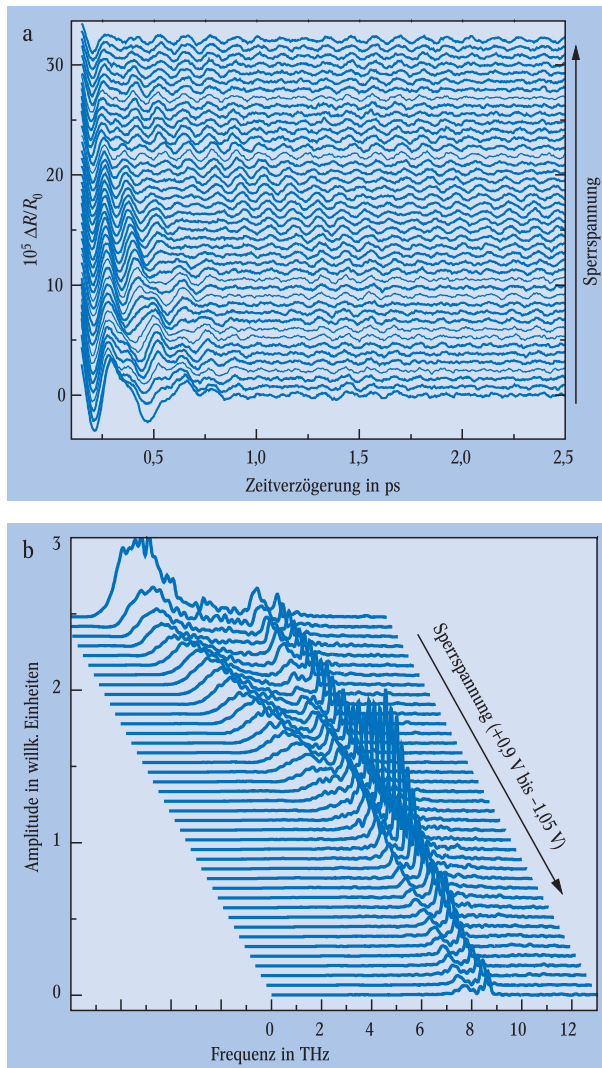 a
30
20
10
0
10⁵ ΔR/R₀
Sperrspannung
0,5 1,0 1,5 2,0 2,5
Zeitverzögerung in ps
b
3
2
1
0
Amplitude in willk. Einheiten
Sperrspannung (+0,9 V bis –1,05 V)
0 2 4 6 8 10 12
Frequenz in THz